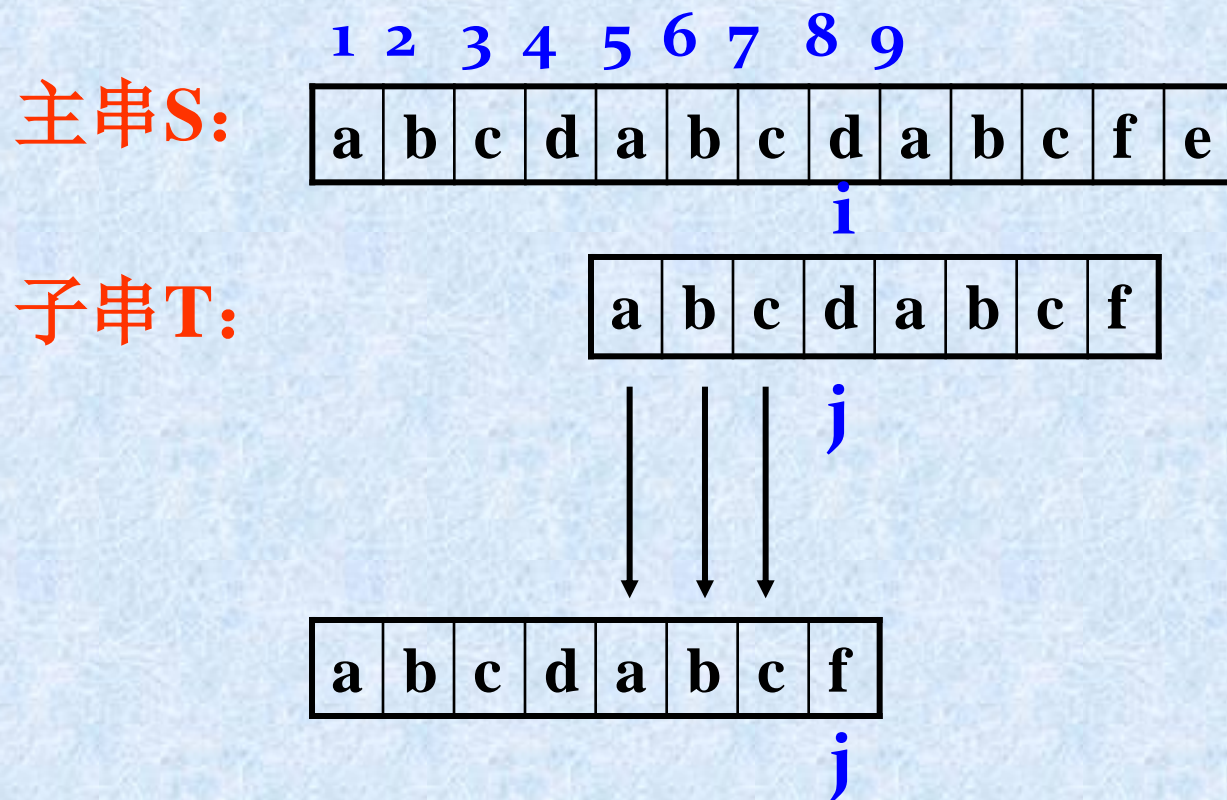 1 2 3 4 5 6 7 8 9
主串S: a b c d a b c d a b c f e
i
子串T: a b c d a b c f
j
a b c d a b c f
j